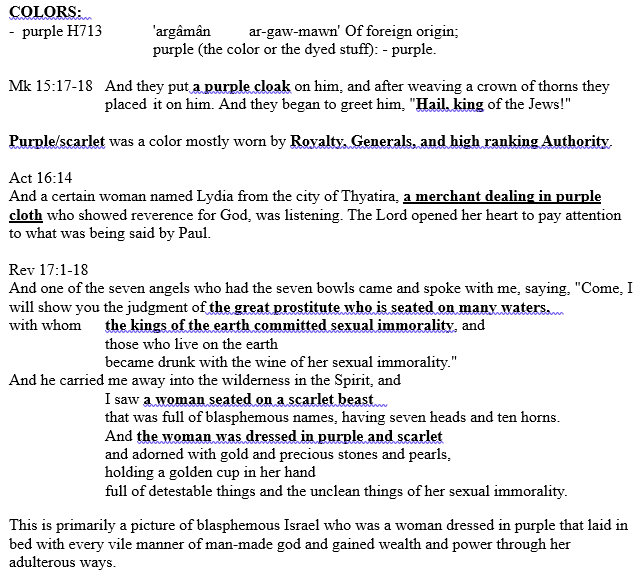 COLORS:
- purple H713 'argâmân ar-gaw-mawn' Of foreign origin;
purple (the color or the dyed stuff): - purple.
Mk 15:17-18 And they put a purple cloak on him, and after weaving a crown of thorns they
placed it on him. And they began to greet him, "Hail, king of the Jews!"
Purple/scarlet was a color mostly worn by Royalty, Generals, and high ranking Authority.
Act 16:14
And a certain woman named Lydia from the city of Thyatira, a merchant dealing in purple
cloth who showed reverence for God, was listening. The Lord opened her heart to pay attention
to what was being said by Paul.
Rev 17:1-18
And one of the seven angels who had the seven bowls came and spoke with me, saying, "Come, I
will show you the judgment of the great prostitute who is seated on many waters,
with whom the kings of the earth committed sexual immorality, and
those who live on the earth
became drunk with the wine of her sexual immorality."
And he carried me away into the wilderness in the Spirit, and
I saw a woman seated on a scarlet beast
that was full of blasphemous names, having seven heads and ten horns.
And the woman was dressed in purple and scarlet
and adorned with gold and precious stones and pearls,
holding a golden cup in her hand
full of detestable things and the unclean things of her sexual immorality.
This is primarily a picture of blasphemous Israel who was a woman dressed in purple that laid in
bed with every vile manner of man-made god and gained wealth and power through her
adulterous ways.